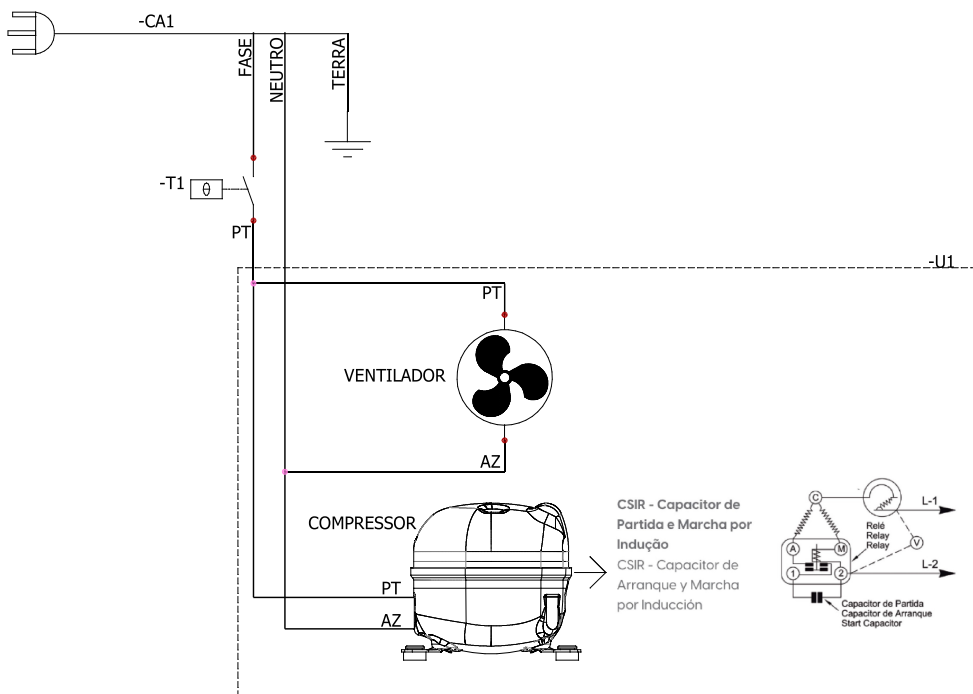 -CA1
FASE
NEUTRO
TERRA
-T1
θ
PT
-U1
PT
VENTILADOR
AZ
COMPRESSOR
PT
AZ
CSIR - Capacitor de
Partida e Marcha por
Indução
CSIR - Capacitor de
Arranque y Marcha
por Inducción
C
L-1
Relé
Relay
Relay
A
M
V
1
2
L-2
Capacitor de Partida
Capacitor de Arranque
Start Capacitor